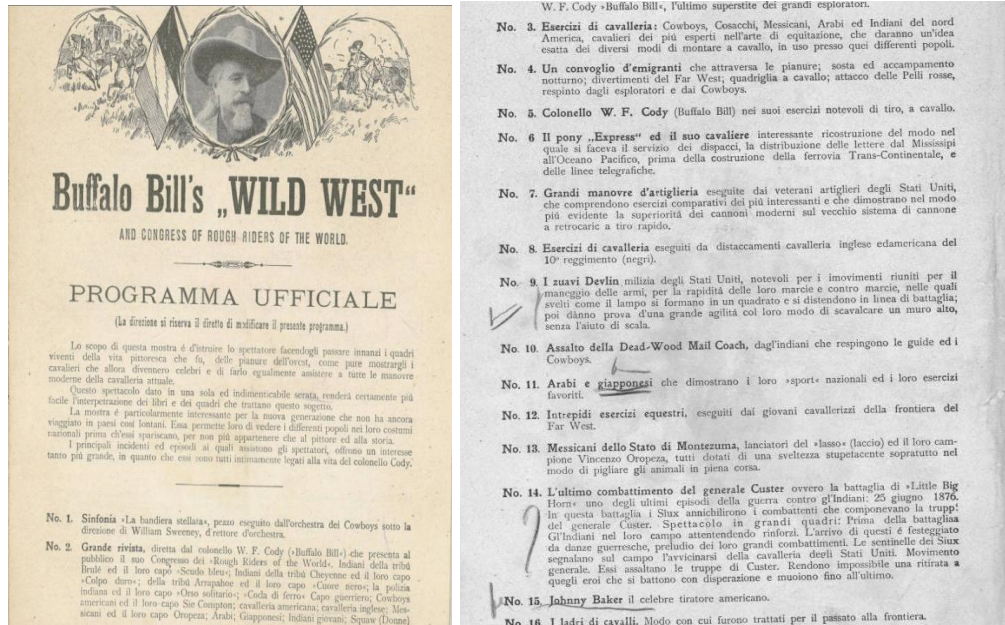 Buffalo Bill's „WILD WEST“
AND CONGRESS OF ROUGH RIDERS OF THE WORLD.
PROGRAMMA UFFICIALE
(La direzione si riserva il diretto di modificare il presente programma.)
Lo scopo di questa mostra é d'istruire lo spettatore facendogli passare innanzi i quadri
viventi della vita pittoresca che fu, delle pianure dell'ovest, come pure mostrargli i
cavalieri che allora divennero celebri e di farlo egualmente assistere a tutte le manovre
moderne della cavalleria attuale.
Questo spettacolo dato in una sola ed indimenticabile serata, renderá certamente piú
facile l'interpetrazione dei libri e dei quadri che trattano questo sogetto.
La mostra é particolarmente interessante per la nuova generazione che non ha ancora
viaggiato in paesi cosí lontani. Essa permette loro di vedere i differenti popoli nei loro costumi
nazionali prima ch'essi spariscano, per non piú appartenere che al pittore ed alla storia.
I principali incidenti ed episodi ai quali assistono gli spettatori, offrono un interesse
tanto piú grande, in quanto che essi sono tutti intimamente legati alla vita del colonello Cody.
No. 1. Sinfonia »La bandiera stellata«, pezzo eseguito dall'orchestra dei Cowboys sotto la
direzione di William Sweeney, d rettore d'orchestra.
No. 2. Grande rivista, diretta dal colonello W. F. Cody (»Buffalo Bill«) che presenta al
pubblico il suo Congresso dei »Rough Riders of the World«. Indiani della tribú
Brulé ed il loro capo »Scudo bleu«; Indiani della tribú Cheyenne ed il loro capo
»Colpo duro«; della tribú Arrapahoe ed il loro capo »Cuore nero«; la polizia
indiana ed il loro capo »Orso solitario«; »Coda di ferro« Capo guerriero; Cowboys
americani ed il loro capo Sie Compton; cavalleria americana; cavalleria inglese; Mes-
sicani ed il loro capo Oropeza; Arabi; Giapponesi; Indiani giovani; Squaw (Donne)
W. F. Cody »Buffalo Bill«, l'ultimo superstite dei grandi esploratori.
No. 3. Esercizi di cavalleria: Cowboys, Cosacchi, Messicani, Arabi ed Indiani del nord
America, cavalieri dei piú esperti nell'arte di equitazione, che daranno un'idea
esatta dei diversi modi di montare a cavallo, in uso presso quei differenti popoli.
No. 4. Un convoglio d'emigranti che attraversa le pianure; sosta ed accampamento
notturno; divertimenti del Far West; quadriglia a cavallo; attacco delle Pelli rosse,
respinto dagli esploratori e dai Cowboys.
No. 5. Colonello W. F. Cody (Buffalo Bill) nei suoi esercizi notevoli di tiro, a cavallo.
No. 6 Il pony „Express“ ed il suo cavaliere interessante ricostruzione del modo nel
quale si faceva il servizio dei dispacci, la distribuzione delle lettere dal Missisipi
all'Oceano Pacifico, prima della costruzione della ferrovia Trans-Continentale, e
delle linee telegrafiche.
No. 7. Grandi manovre d'artiglieria eseguite dai veterani artiglieri degli Stati Uniti,
che comprendono esercizi comparativi dei piú interessanti e che dimostrano nel modo
piú evidente la superioritá dei cannoni moderni sul vecchio sistema di cannone
a retrocaric a tiro rapido.
No. 8. Esercizi di cavalleria eseguiti da distaccamenti cavalleria inglese edamericana del
10º reggimento (negri).
No. 9. I zuavi Devlin milizia degli Stati Uniti, notevoli per i imovimenti riuniti per il
maneggio delle armi, per la rapiditá delle loro marcie e contro marcie, nelle quali
svelti come il lampo si formano in un quadrato e si distendono in linea di battaglia;
poi dànno prova d'una grande agilitá col loro modo di scavalcare un muro alto,
senza l'aiuto di scala.
No. 10. Assalto della Dead-Wood Mail Coach, dagl'indiani che respingono le guide ed i
Cowboys.
No. 11. Arabi e giapponesi che dimostrano i loro »sport« nazionali ed i loro esercizi
favoriti.
No. 12. Intrepidi esercizi equestri, eseguiti dai giovani cavallerizzi della frontiera del
Far West.
No. 13. Messicani dello Stato di Montezuma, lanciatori del »lasso« (laccio) ed il loro cam-
pione Vincenzo Oropeza, tutti dotati di una sveltezza stupetacente sopratutto nel
modo di pigliare gli animali in piena corsa.
No. 14. L'ultimo combattimento del generale Custer ovvero la battaglia di »Little Big
Horn« uno degli ultimi episodi della guerra contro gl'Indiani: 25 giugno 1876.
In questa battaglia i Siux annichilirono i combattenti che componevano la trupp!
del generale Custer. Spettacolo in grandi quadri: Prima della battagliaa
Gl'Indiani nel loro campo attentendendo rinforzi. L'arrivo di questi é festeggiato
da danze guerresche, preludio dei loro grandi combattimenti. Le sentinelle dei Siux
segnalano sul campo l'avvicinarsi della cavalleria degli Stati Uniti. Movimento
generale. Essi assaltano le truppe di Custer. Rendono impossibile una ritirata a
quegli eroi che si battono con disperazione e muoiono fino all'ultimo.
No. 15. Johnny Baker il celebre tiratore americano.
No. 16. I ladri di cavalli. Modo con cui furono trattati per il passato alla frontiera.